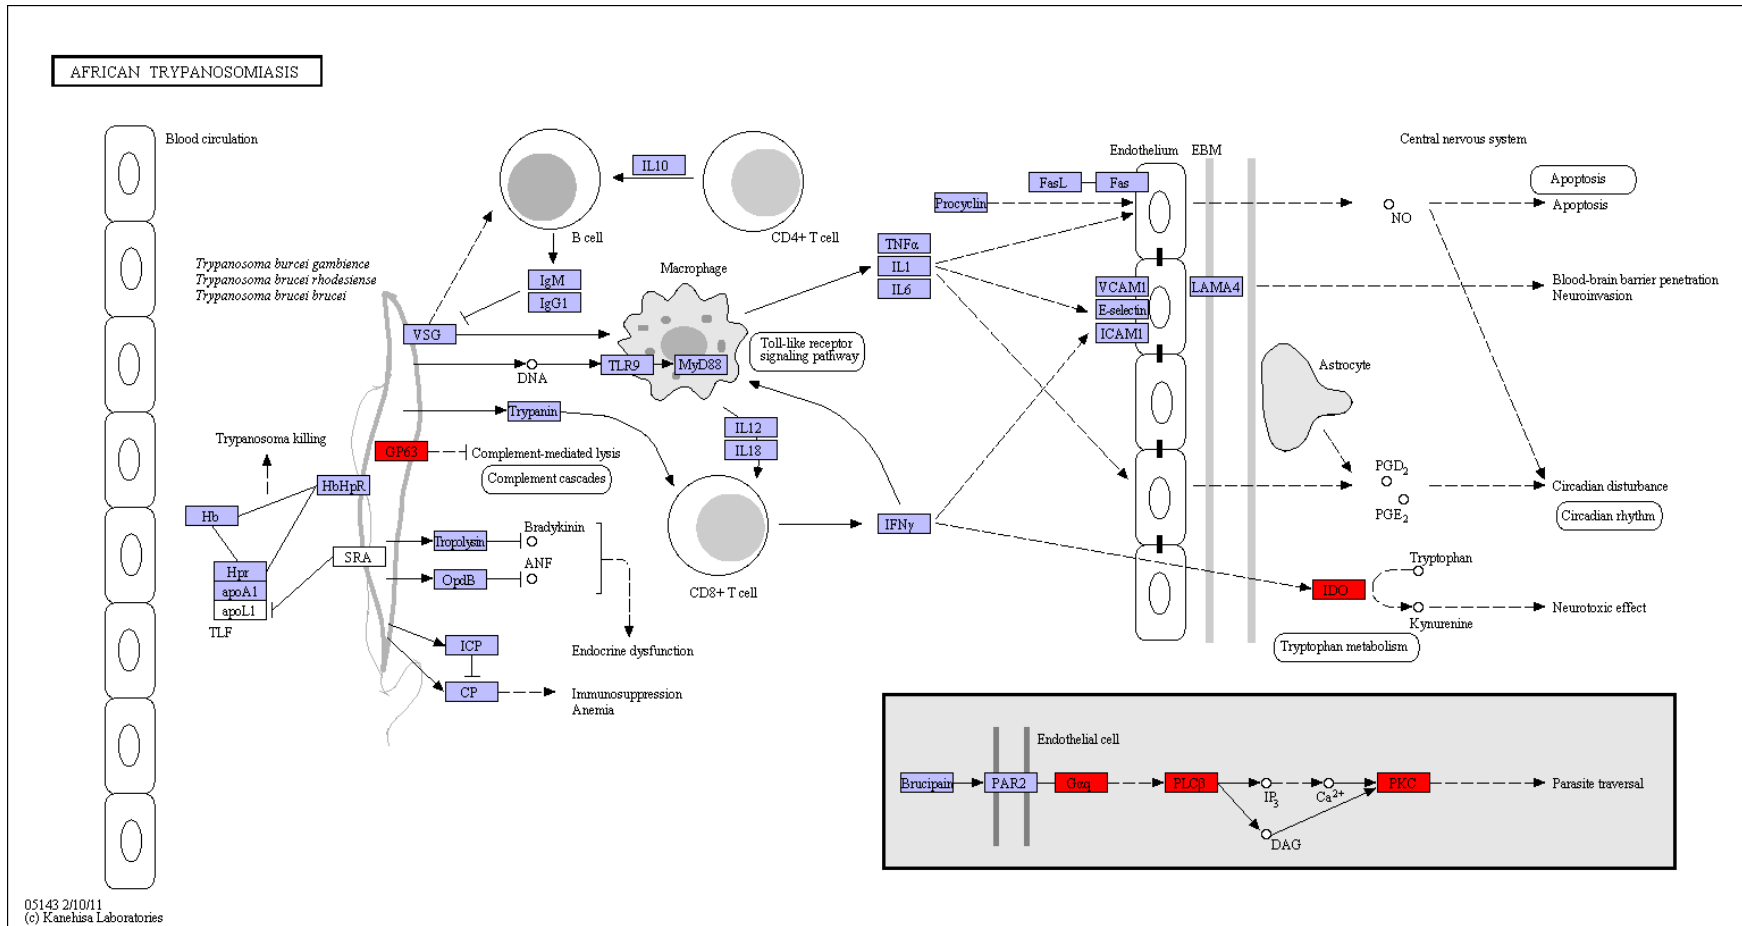 AFRICAN TRYPANOSOMIASIS
Blood circulation
IL10
B cell
CD4+ T cell
Trypanosoma burcei gambience
Trypanosoma brucei rhodesiense
Trypanosoma brucei brucei
IgM
IgG1
VSG
Macrophage
Toll-like receptor
signaling pathway
DNA
TLR9
MyD88
Trypanin
IL12
IL18
Trypanosoma killing
GP63
Complement-mediated lysis
Complement cascades
HbHpR
Hb
Hpr
apoA1
apoL1
TLF
SRA
Tropolysin
Bradykinin
OpdB
ANF
CD8+ T cell
Endocrine dysfunction
ICP
CP
Immunosuppression
Anemia
Endothelium
EBM
Central nervous system
FasL
Fas
Procyclin
TNFα
IL1
IL6
VCAM1
E-selectin
ICAM1
LAMA4
NO
Apoptosis
Apoptosis
Blood-brain barrier penetration
Neuroinvasion
Astrocyte
PGD2
PGE2
Circadian disturbance
Circadian rhythm
IFNγ
IDO
Tryptophan
Kynurenine
Neurotoxic effect
Tryptophan metabolism
Endothelial cell
Brucipain
PAR2
Gαq
PLCβ
IP3
Ca2+
PKC
DAG
Parasite traversal
05143 2/10/11
(c) Kanehisa Laboratories